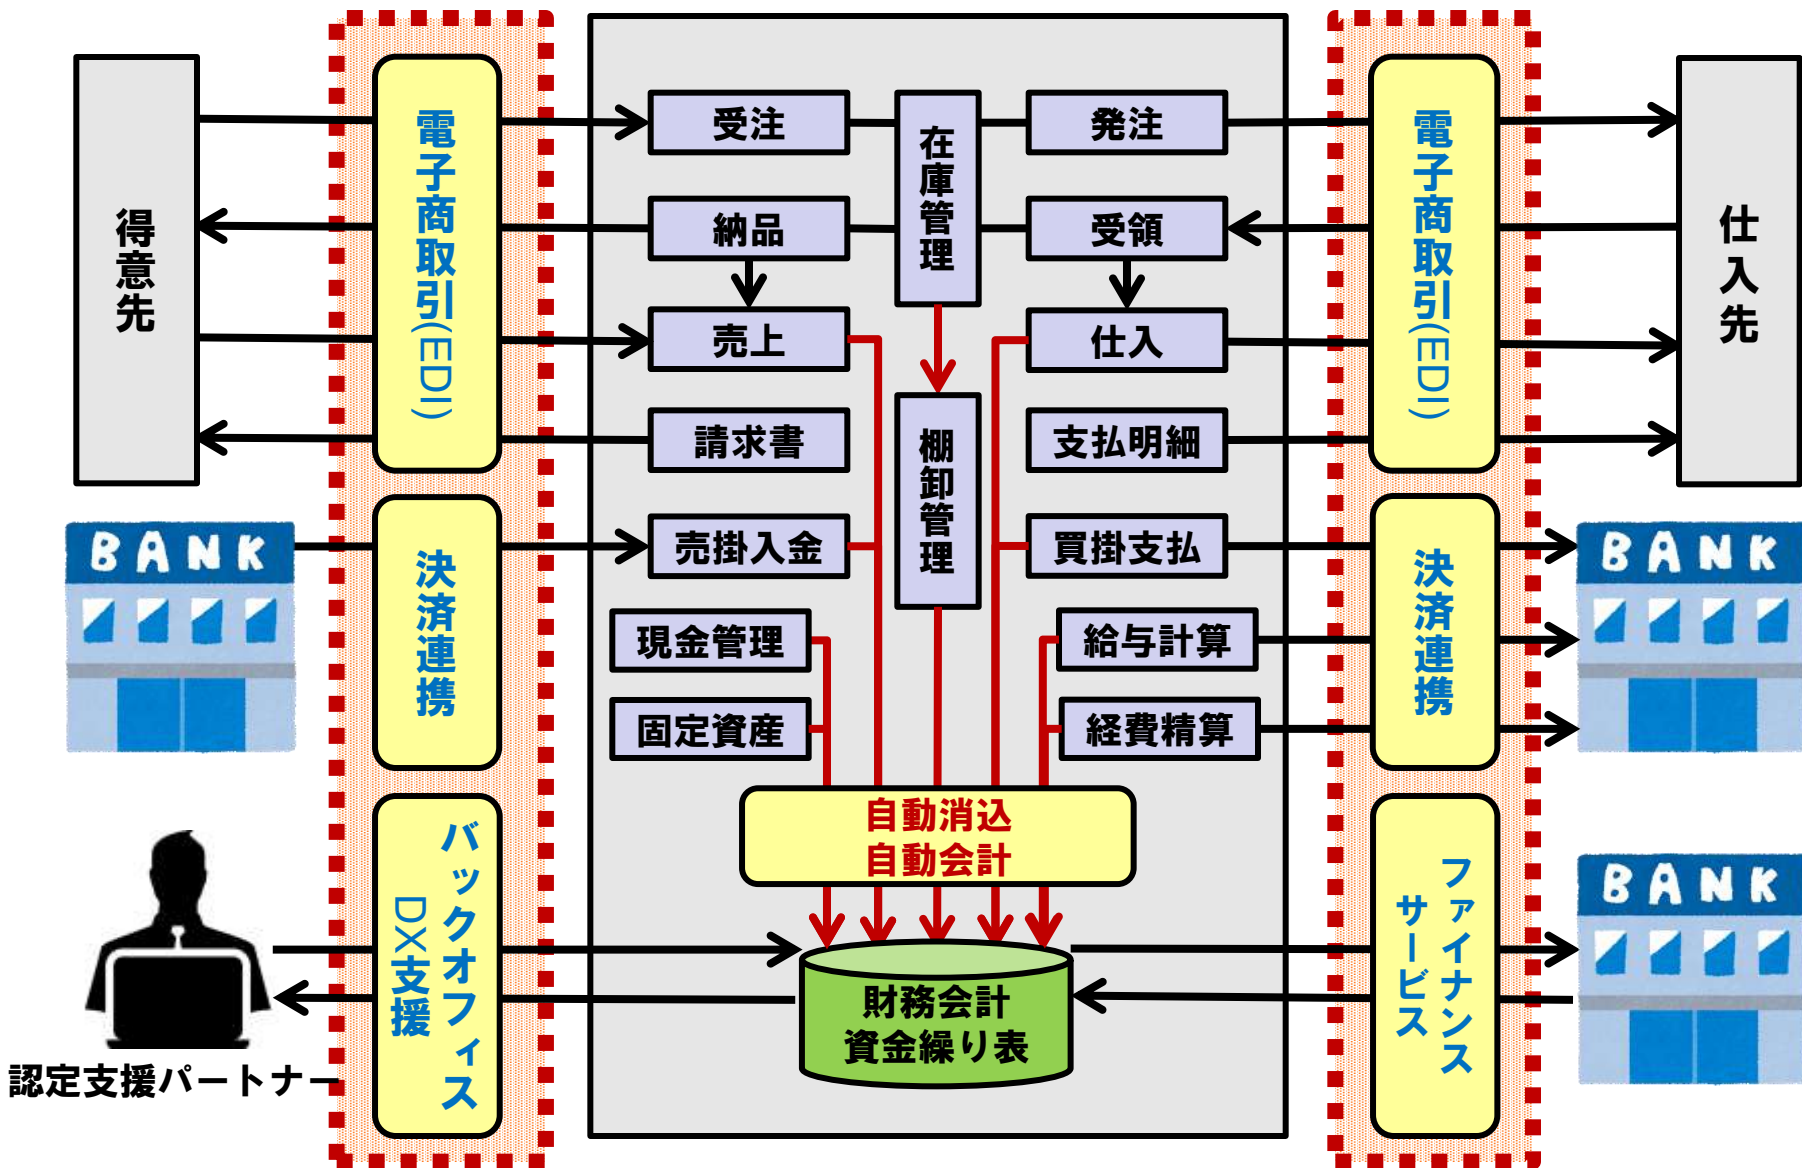 得意先
電子商取引(EDI)
受注
在庫管理
発注
電子商取引(EDI)
仕入先
納品
受領
売上
仕入
請求書
棚卸管理
支払明細
BANK
決済連携
売掛入金
買掛支払
決済連携
BANK
現金管理
給与計算
固定資産
経費精算
自動消込
自動会計
バックオフィス
DX支援
財務会計
資金繰り表
ファイナンス
サービス
BANK
認定支援パートナー